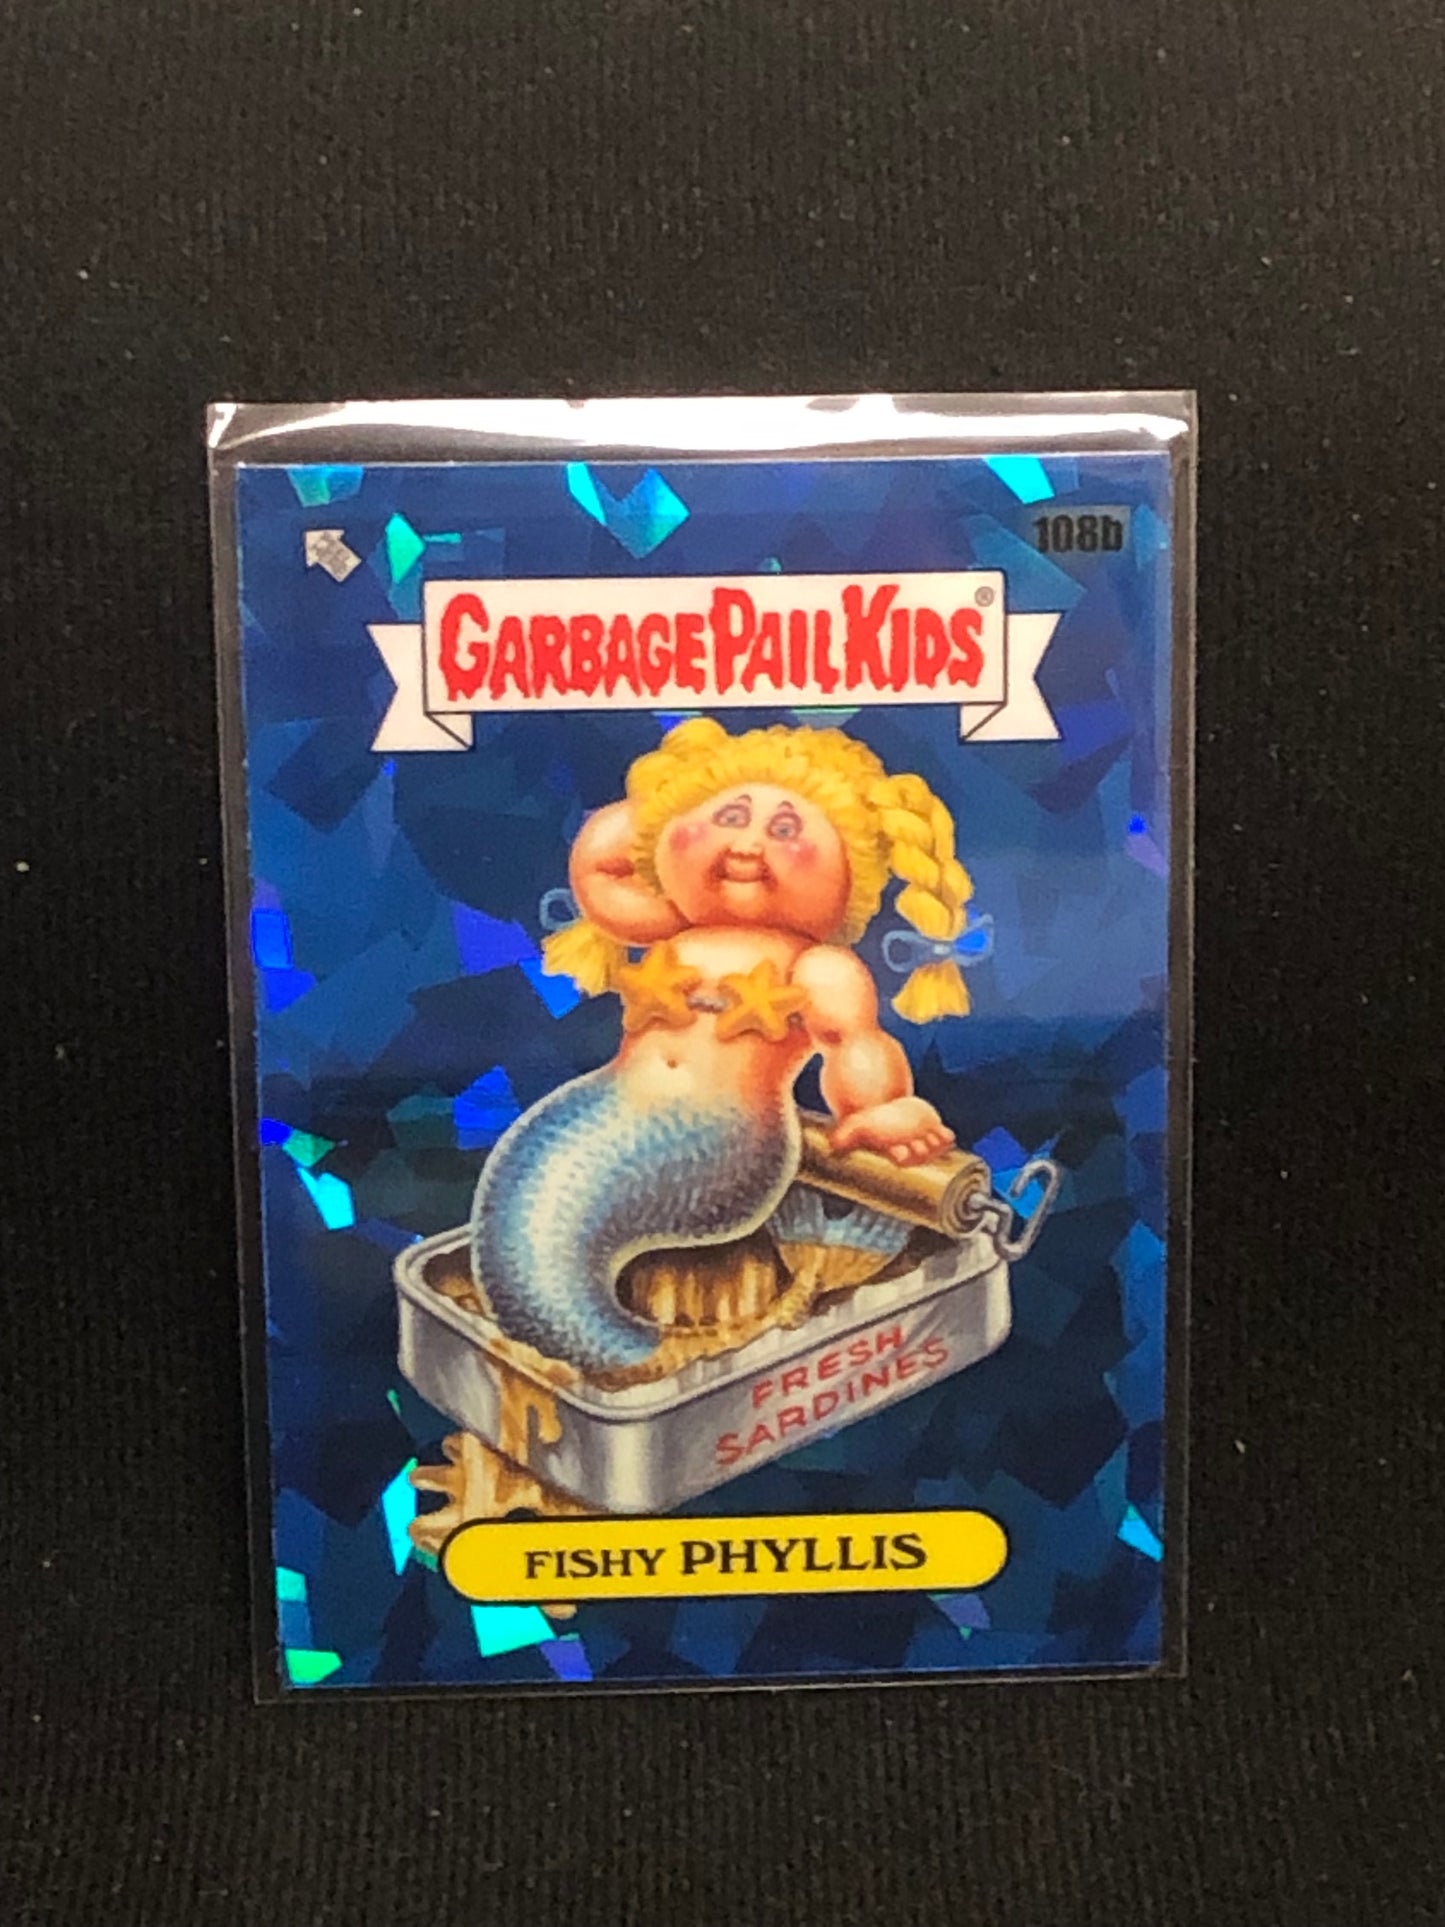 108b
GARBAGE PAIL KIDS®
FRESH
SARDINES
FISHY PHYLLIS